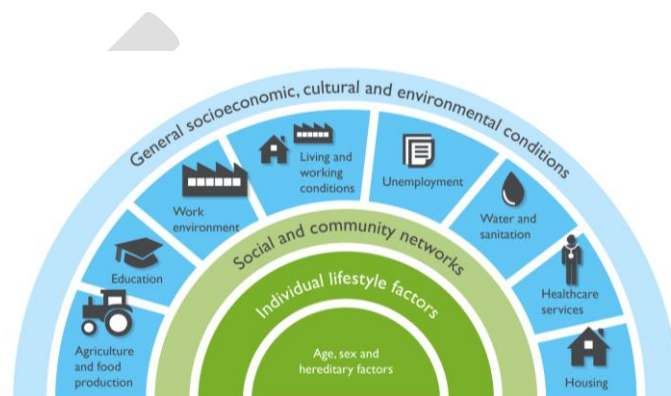 General socioeconomic, cultural and environmental conditions
Living and
working
conditions
Unemployment
Work
environment
Water and
sanitation
Social and community networks
Education
Individual lifestyle factors
Healthcare
services
Agriculture
and food
production
Age, sex and
hereditary factors
Housing